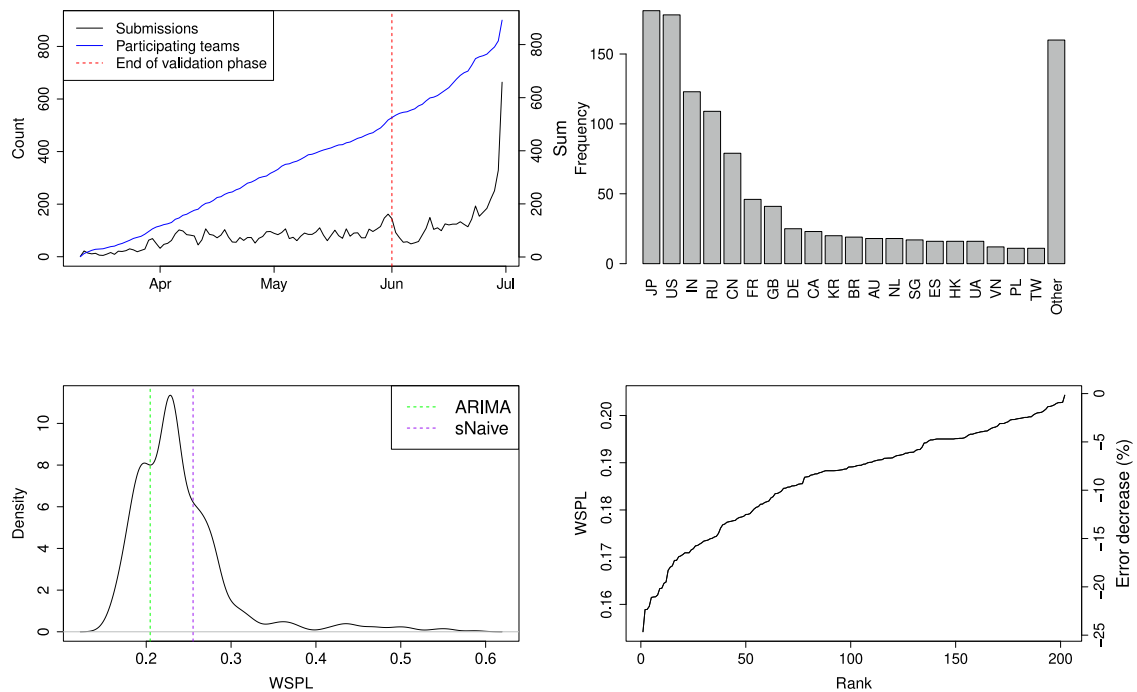 Submissions
Participating teams
End of validation phase
Count
0 200 400 600 800
Sum
0 200 400 600 800
Apr May Jun Jul
Frequency
0 50 100 150
JP US IN RU CN FR GB DE CA KR BR AU NL SG ES HK UA VN PL TW Other
ARIMA
sNaive
Density
0 2 4 6 8 10
0.2 0.3 0.4 0.5 0.6
WSPL
WSPL
0.16 0.17 0.18 0.19 0.20
Error decrease (%)
−25 −20 −15 −10 −5 0
0 50 100 150 200
Rank